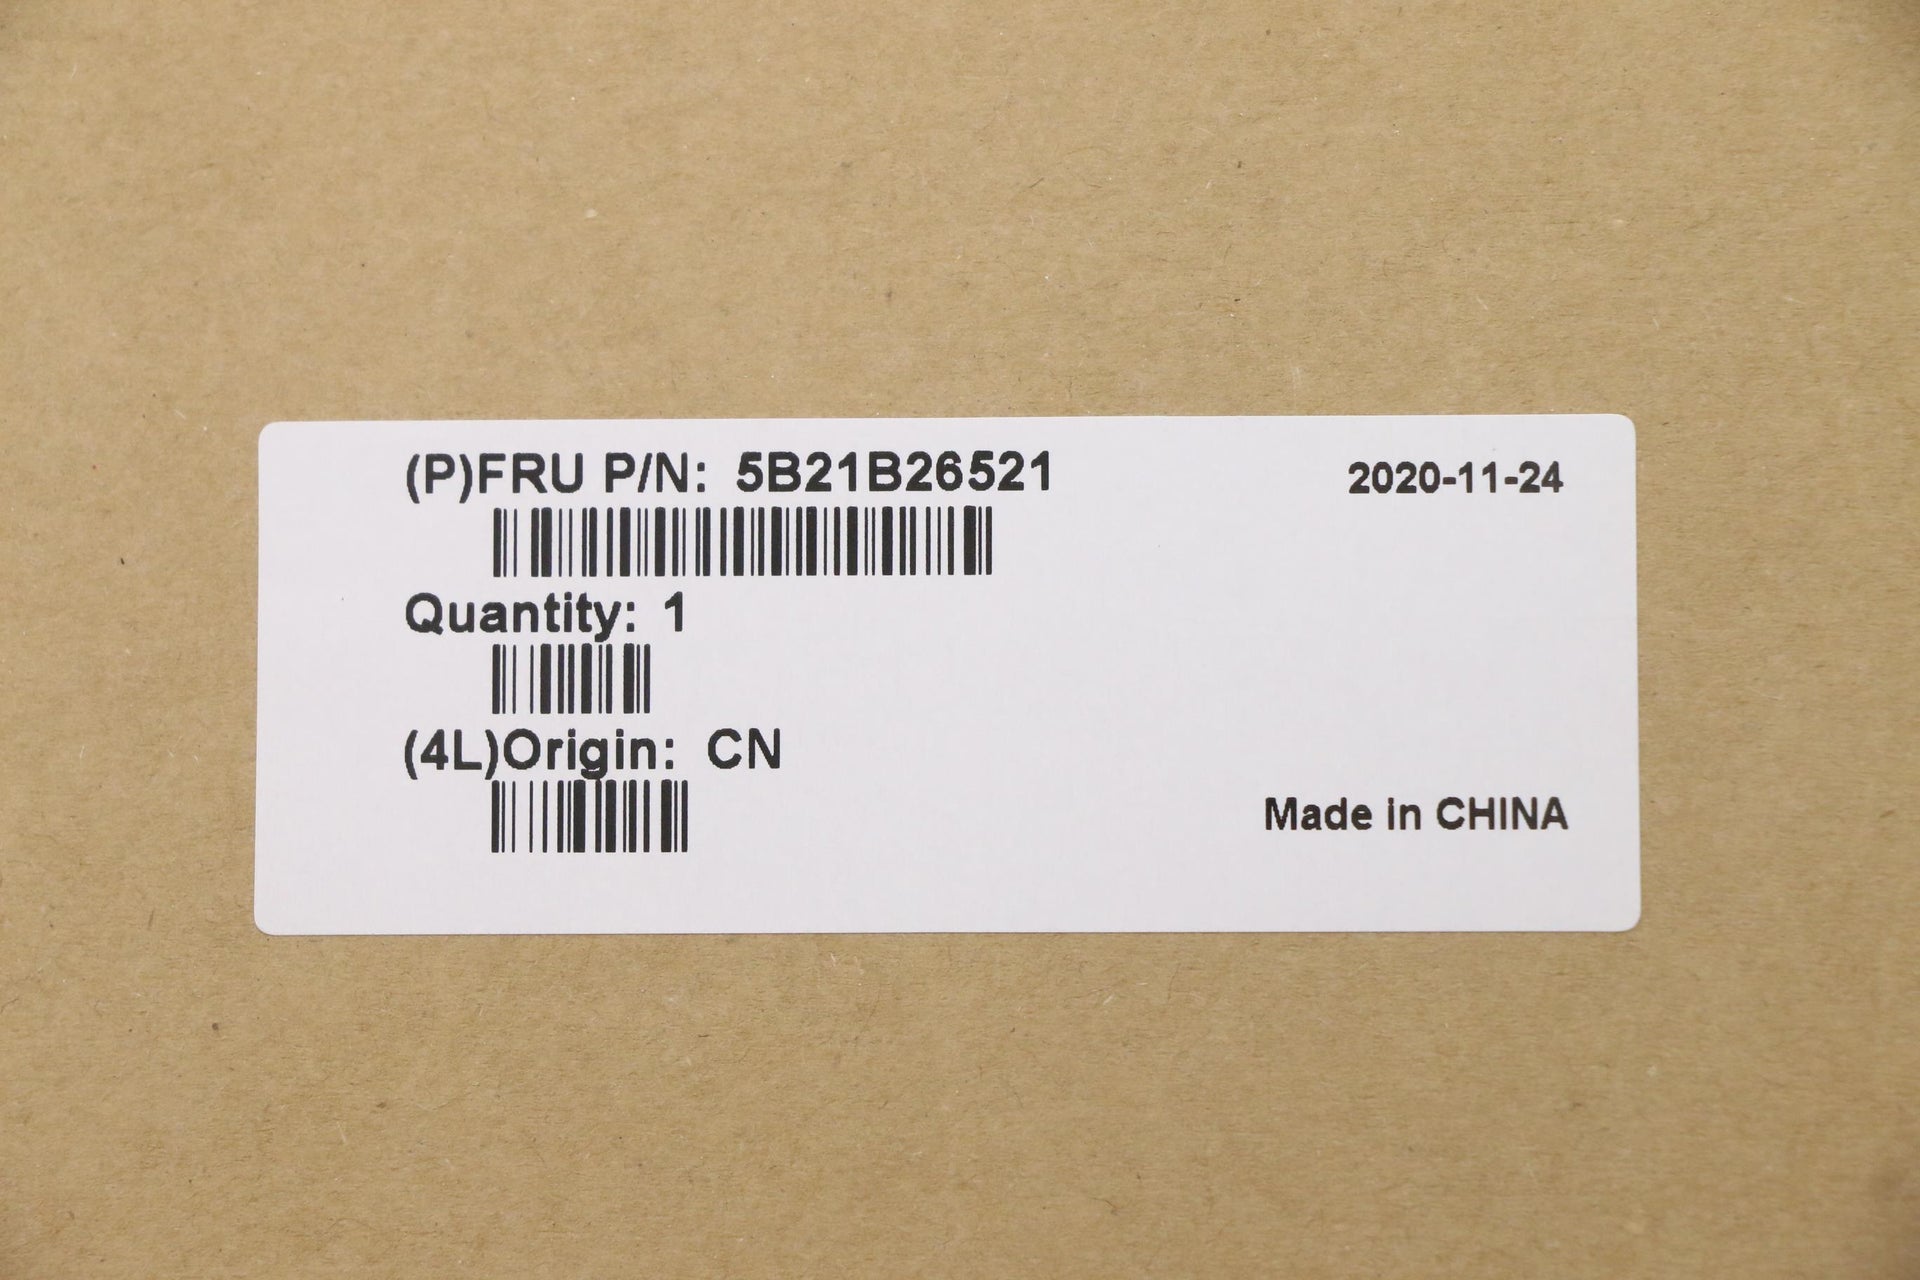 (P)FRU P/N: 5B21B26521
2020-11-24
Quantity: 1
(4L)Origin: CN
Made in CHINA